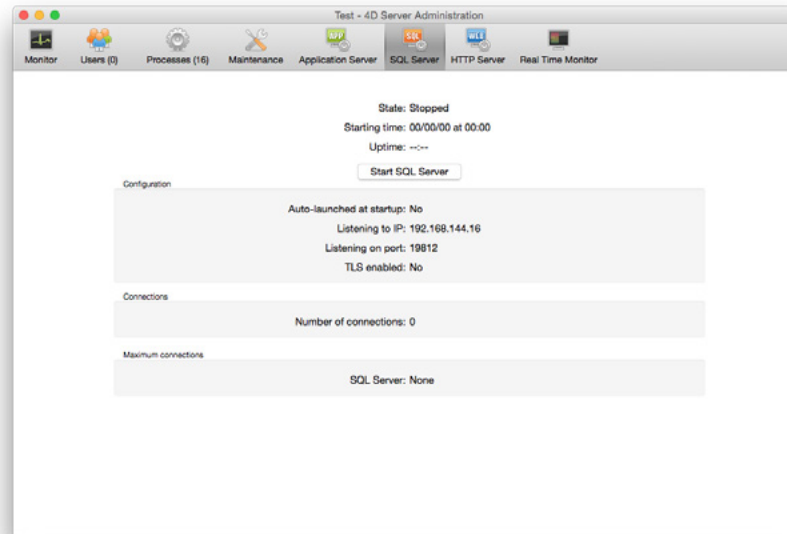 Test - 4D Server Administration
Monitor Users (0) Processes (16) Maintenance Application Server SQL Server HTTP Server Real Time Monitor
State: Stopped
Starting time: 00/00/00 at 00:00
Uptime: --:--
Start SQL Server
Configuration
Auto-launched at startup: No
Listening to IP: 192.168.144.16
Listening on port: 19812
TLS enabled: No
Connections
Number of connections: 0
Maximum connections
SQL Server: None